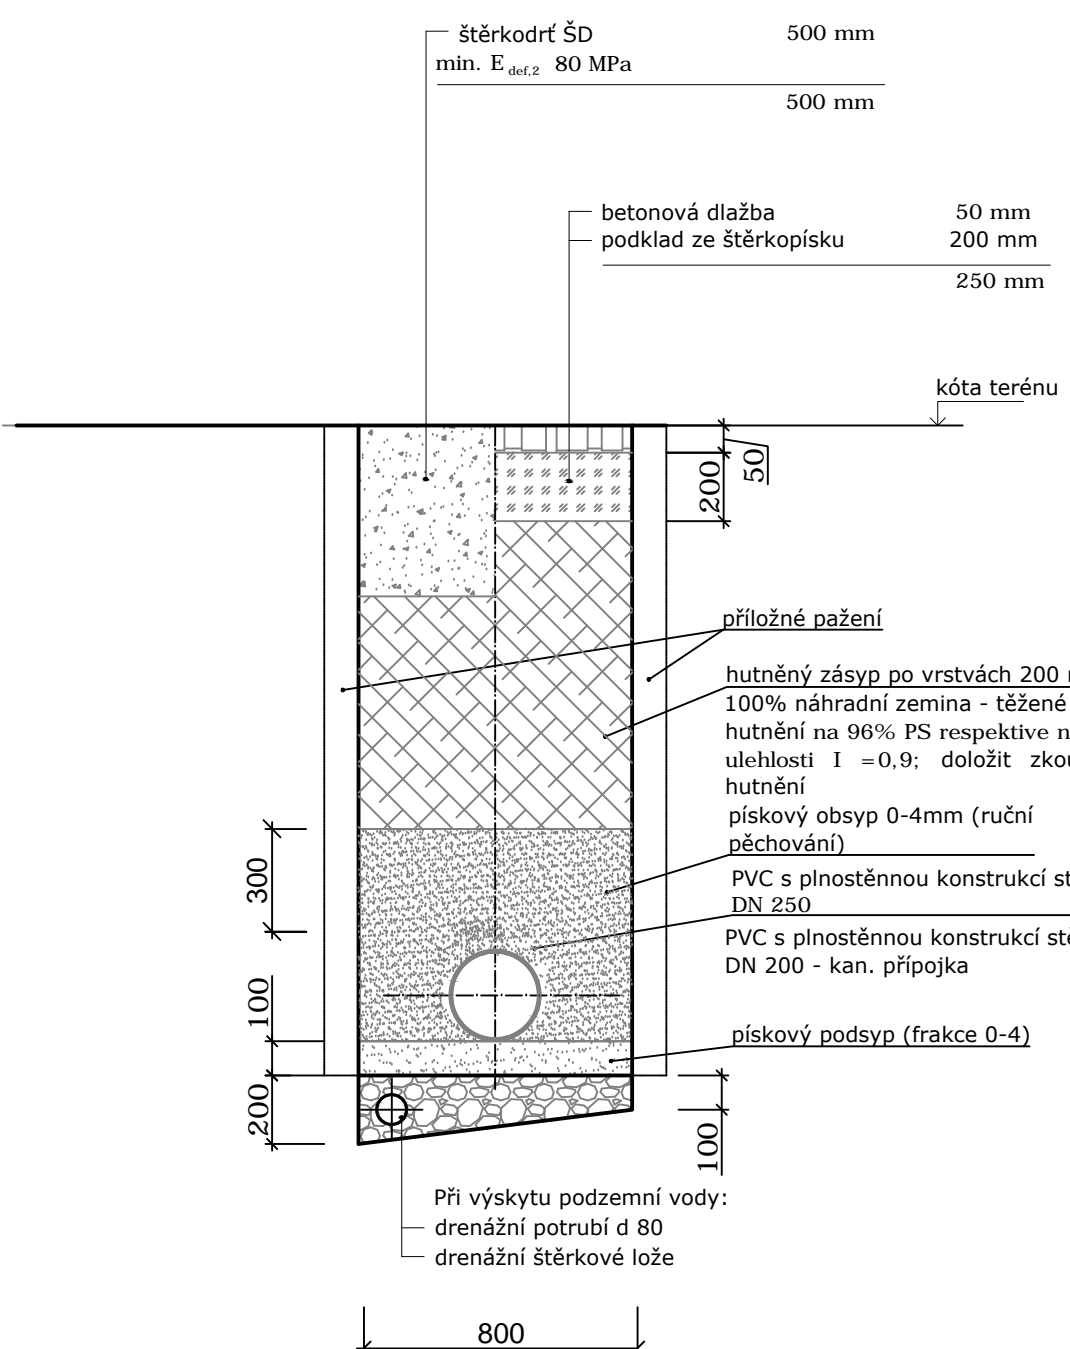 štěrkodrť ŠD 500 mm
min. E def,2 80 MPa
500 mm
betonová dlažba 50 mm
podklad ze štěrkopísku 200 mm
250 mm
kóta terénu
50
200
příložné pažení
hutněný zásyp po vrstvách 200
100% náhradní zemina - těžené
hutnění na 96% PS respektive
ulehlosti I =0,9; doložit
hutnění
pískový obsyp 0-4mm (ruční
pěchování)
300
PVC s plnostěnnou konstrukcí
DN 250
PVC s plnostěnnou konstrukcí
DN 200 - kan. přípojka
100
pískový podsyp (frakce 0-4)
200
100
Při výskytu podzemní vody:
drenážní potrubí d 80
drenážní štěrkové lože
800